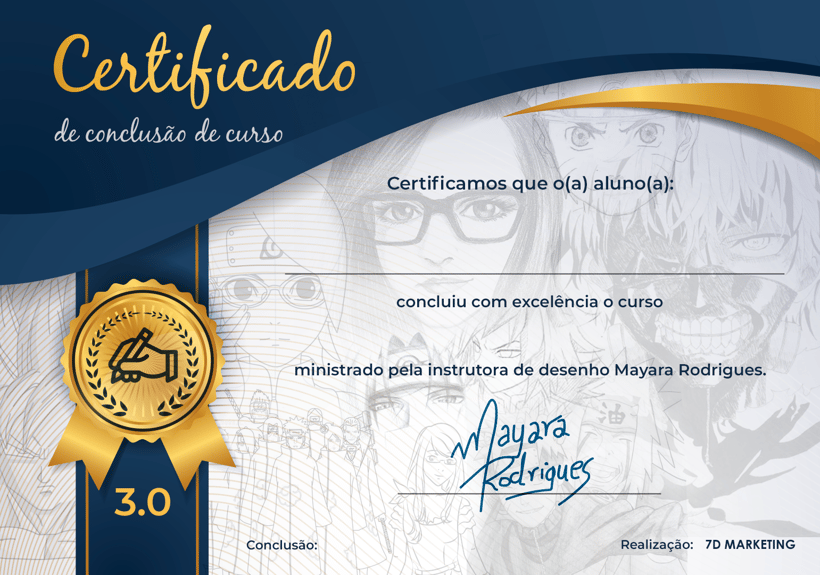 Certificado
de conclusão de curso
Certificamos que o(a) aluno(a):
concluiu com excelência o curso
ministrado pela instrutora de desenho Mayara Rodrigues.
Mayara
Rodrigues
3.0
Conclusão:
Realização: 7D MARKETING
油